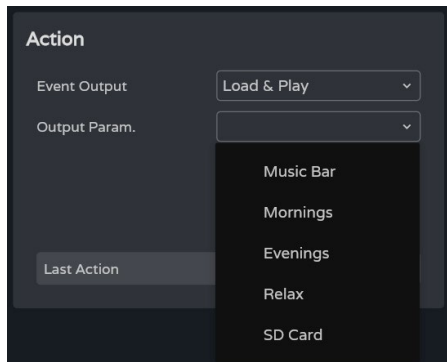 Action
Event Output
Load & Play
Output Param.
Music Bar
Mornings
Evenings
Relax
SD Card
Last Action